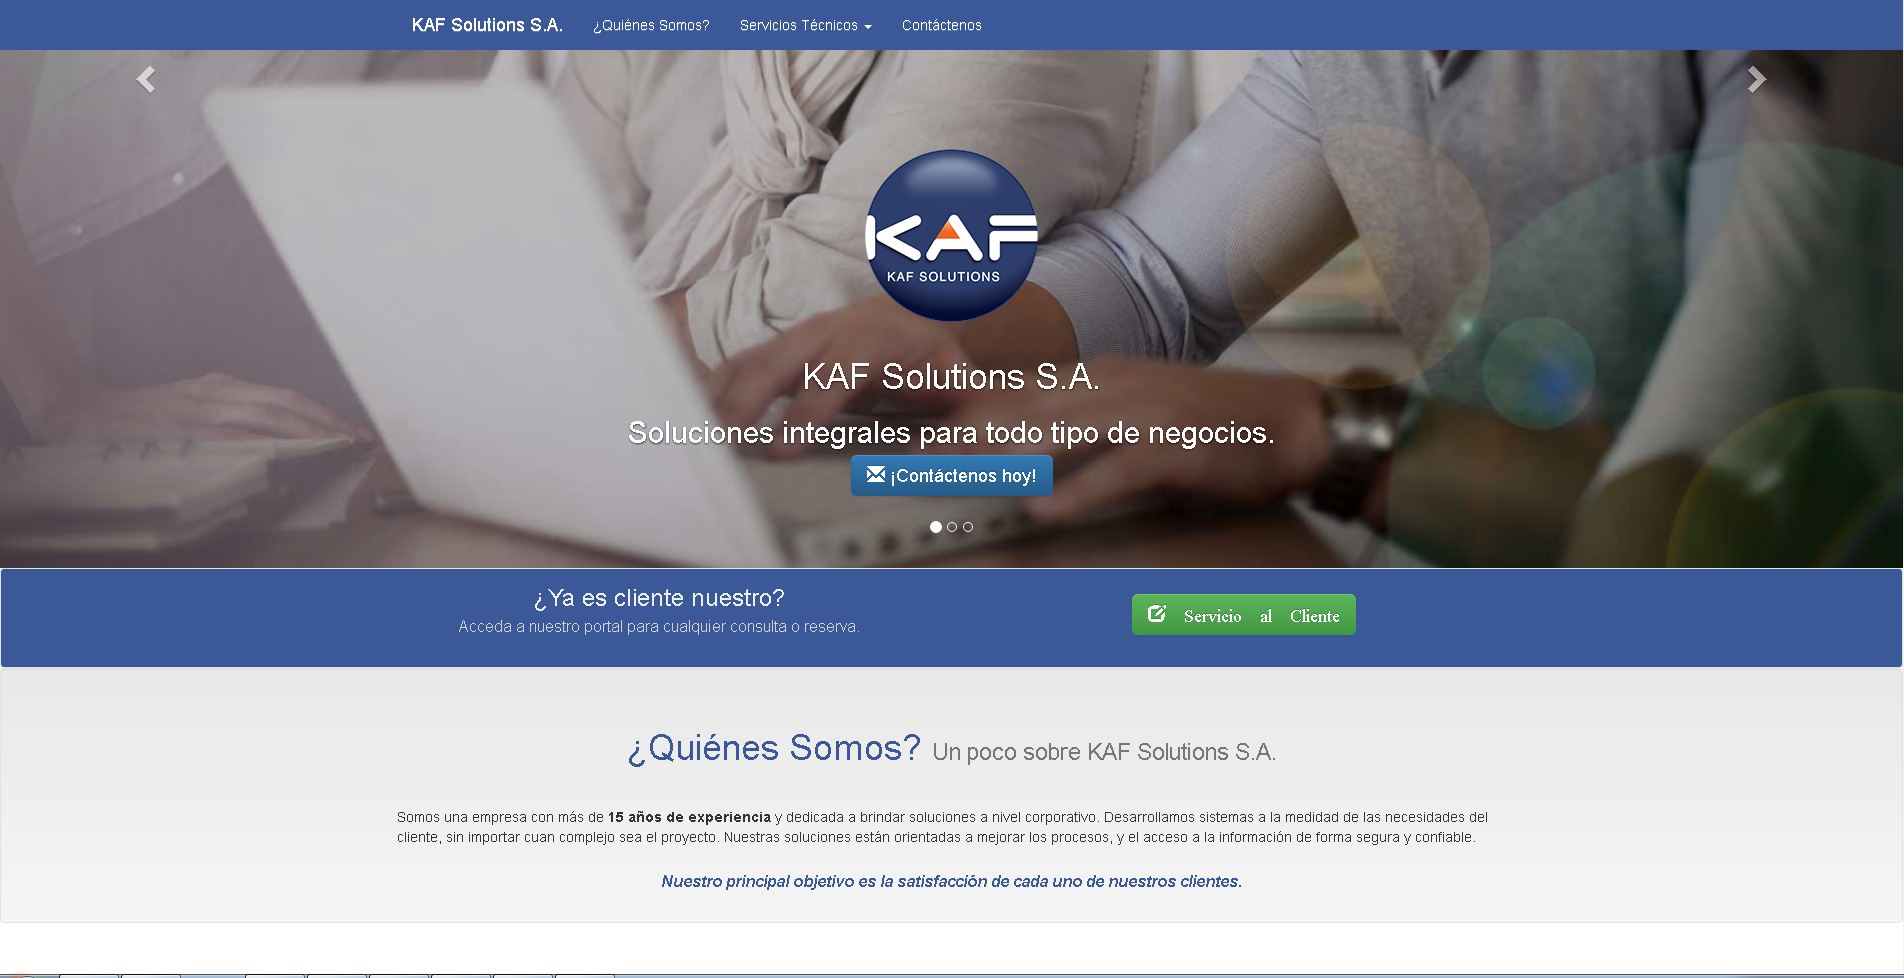 KAF Solutions S.A. ¿Quiénes Somos? Servicios Técnicos Contáctenos
KAF
KAF SOLUTIONS
KAF Solutions S.A.
Soluciones integrales para todo tipo de negocios.
¡Contáctenos hoy!
¿Ya es cliente nuestro?
Acceda a nuestro portal para cualquier consulta o reserva.
Servicio al Cliente
¿Quiénes Somos? Un poco sobre KAF Solutions S.A.
Somos una empresa con más de 15 años de experiencia y dedicada a brindar soluciones a nivel corporativo. Desarrollamos sistemas a la medidad de las necesidades del
cliente, sin importar cuan complejo sea el proyecto. Nuestras soluciones están orientadas a mejorar los procesos, y el acceso a la información de forma segura y confiable.
Nuestro principal objetivo es la satisfacción de cada uno de nuestros clientes.